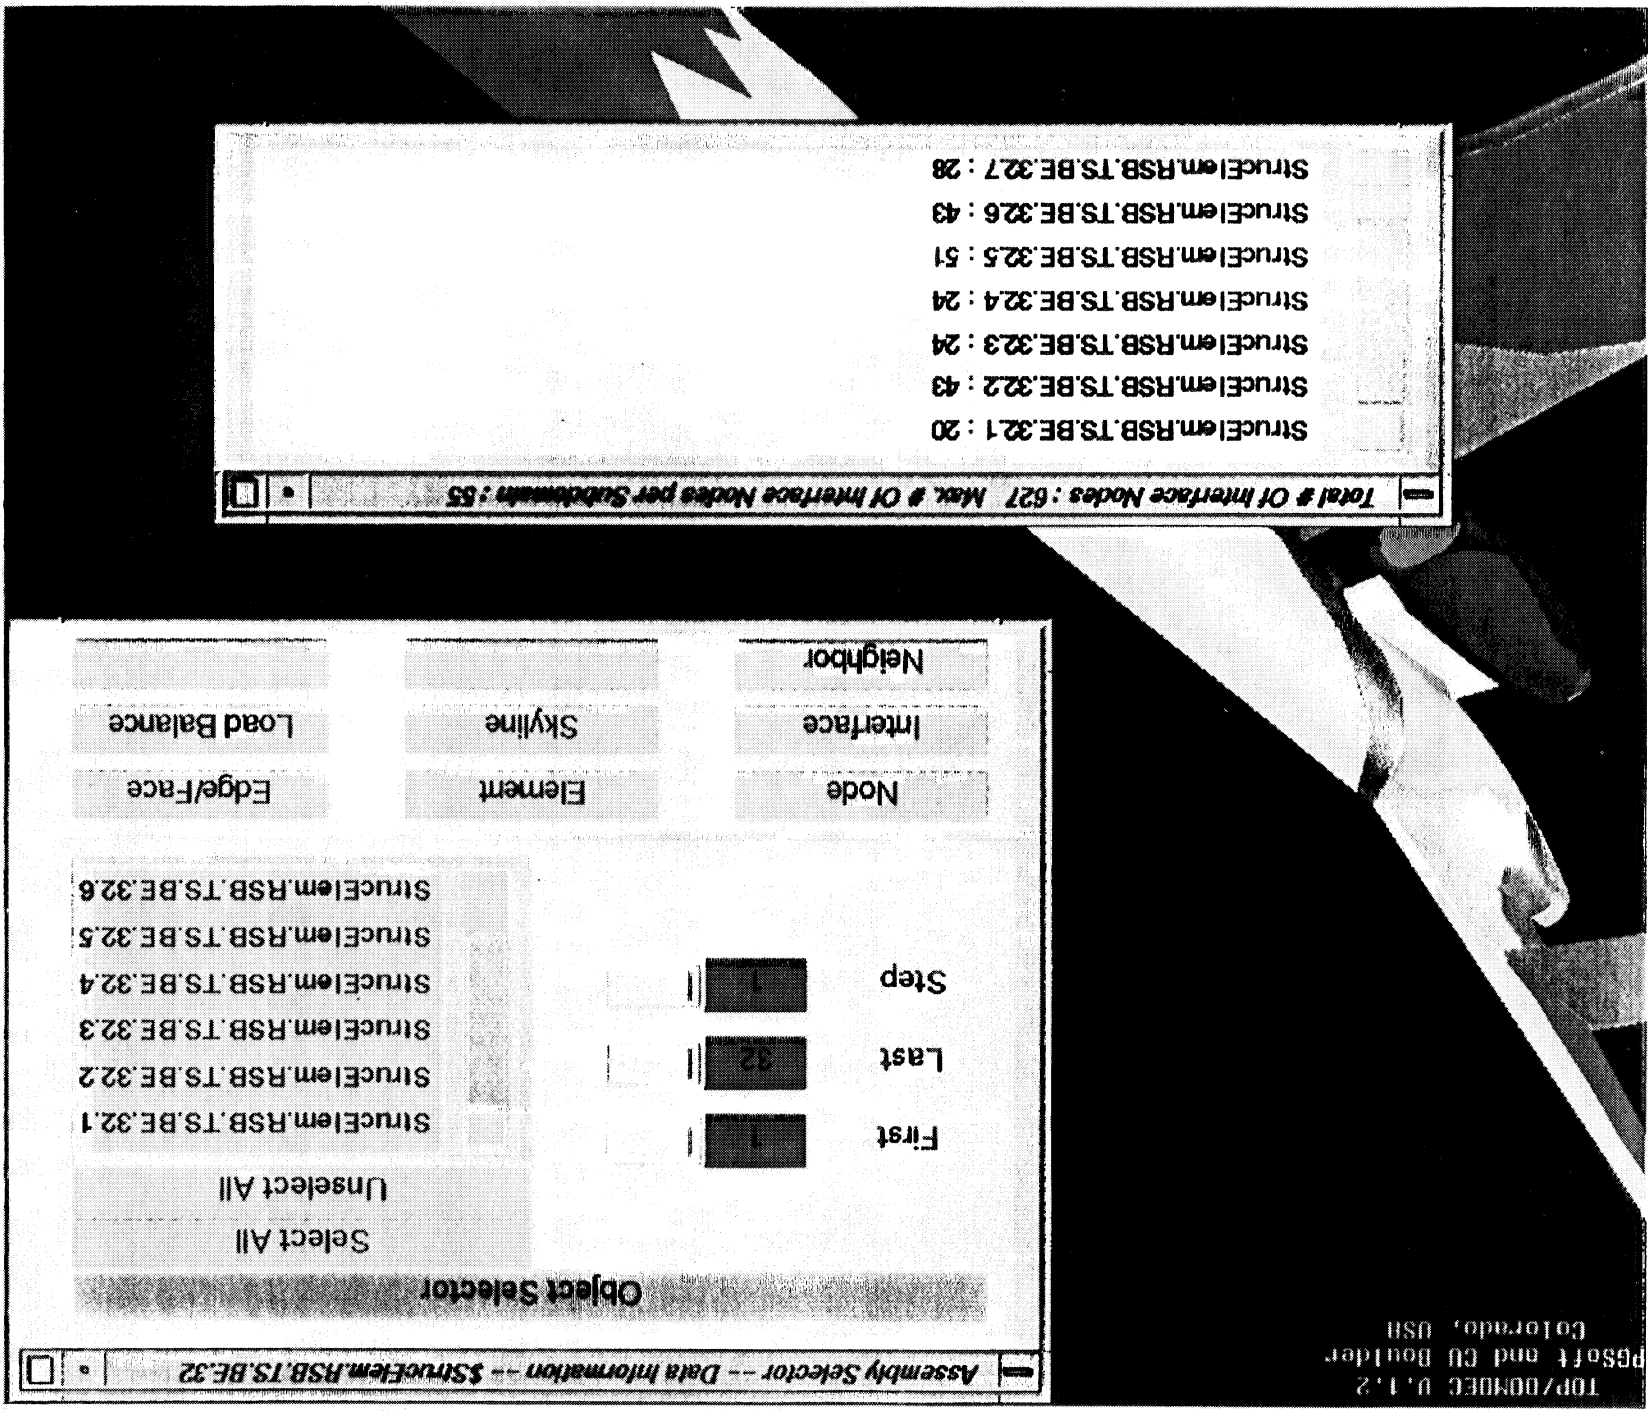 TOP/DOMDEC V.1.2
PGSoft and CU Boulder
Colorado, USA
Assembly Selector -- Data Information -- $StrucElem.RSB.TS.BE.32
Object Selector
Select All
Unselect All
First 1
Last 32
Step 1
StrucElem.RSB.TS.BE.32.1
StrucElem.RSB.TS.BE.32.2
StrucElem.RSB.TS.BE.32.3
StrucElem.RSB.TS.BE.32.4
StrucElem.RSB.TS.BE.32.5
StrucElem.RSB.TS.BE.32.6
Node Element Edge/Face
Interface Skyline Load Balance
Neighbor
Total # Of Interface Nodes : 627 Max. # Of Interface Nodes per Subdomain : 55
StrucElem.RSB.TS.BE.32.1 : 20
StrucElem.RSB.TS.BE.32.2 : 43
StrucElem.RSB.TS.BE.32.3 : 24
StrucElem.RSB.TS.BE.32.4 : 24
StrucElem.RSB.TS.BE.32.5 : 51
StrucElem.RSB.TS.BE.32.6 : 43
StrucElem.RSB.TS.BE.32.7 : 28